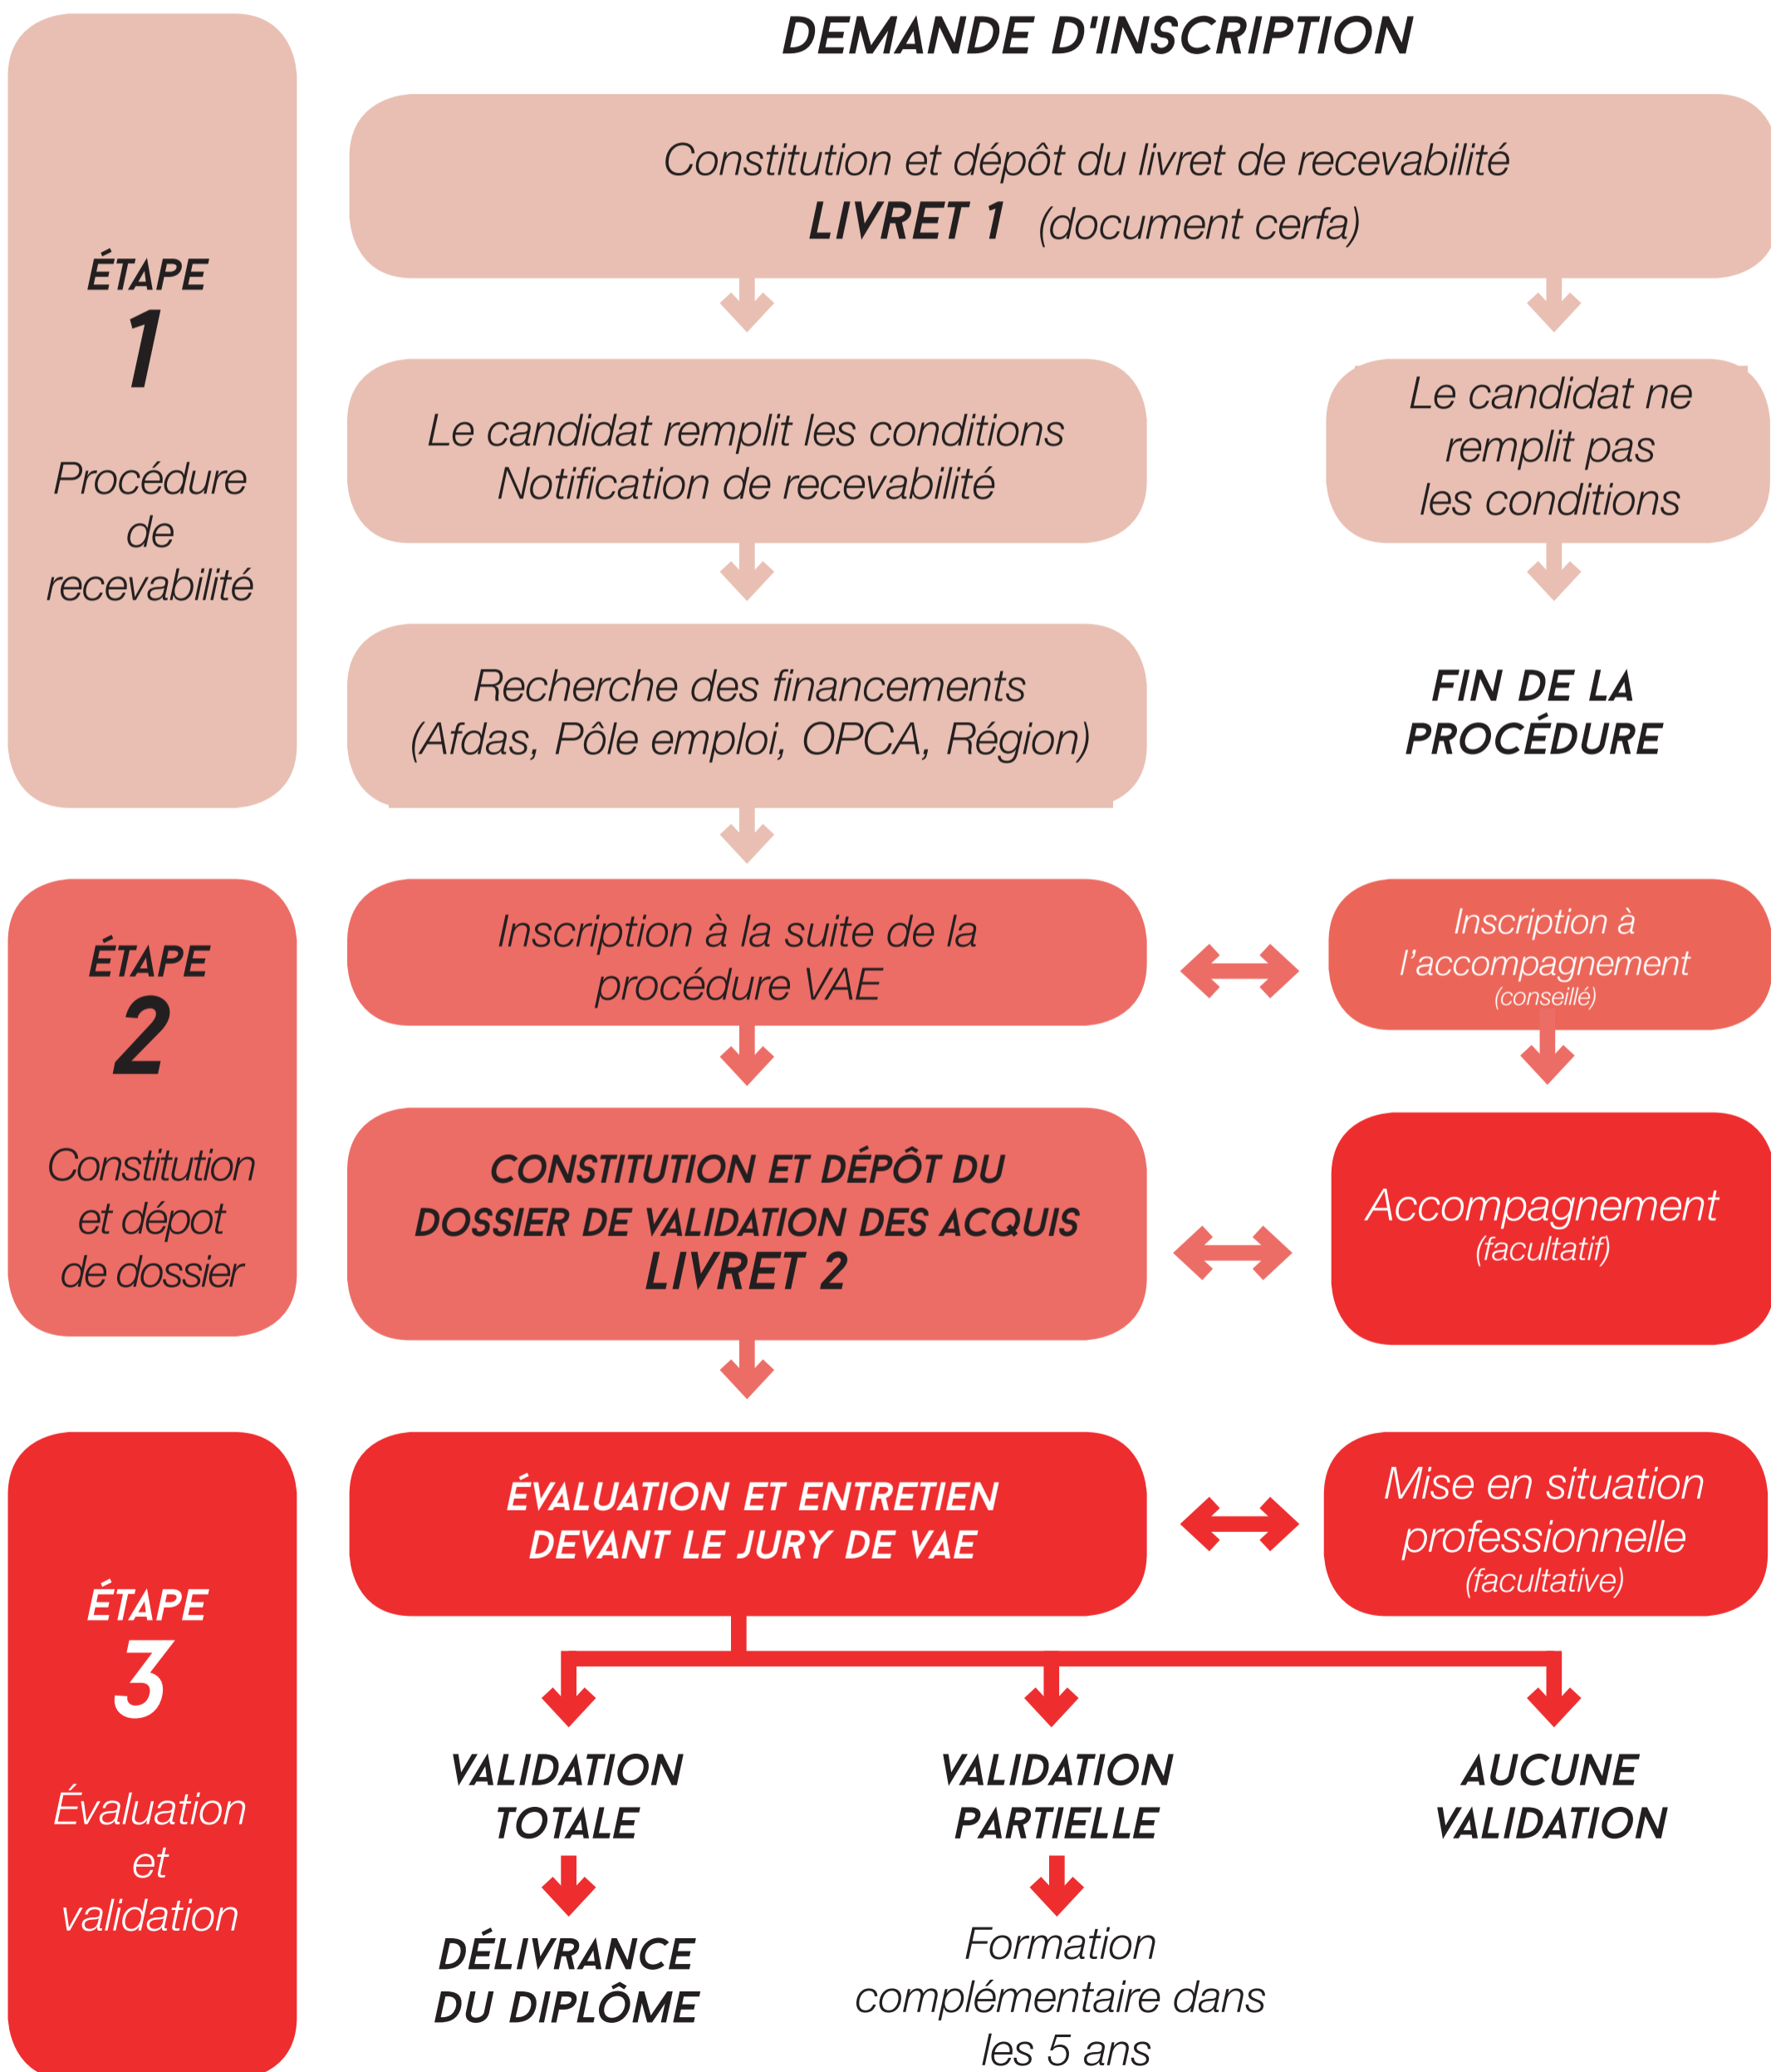 DEMANDE D'INSCRIPTION
ÉTAPE
1
Procédure
de
recevabilité
Constitution et dépôt du livret de recevabilité
LIVRET 1 (document cerfa)
Le candidat remplit les conditions
Notification de recevabilité
Le candidat ne
remplit pas
les conditions
Recherche des financements
(Afdas, Pôle emploi, OPCA, Région)
FIN DE LA
PROCÉDURE
ÉTAPE
2
Constitution
et dépot
de dossier
Inscription à la suite de la
procédure VAE
Inscription à
l'accompagnement
(conseillé)
CONSTITUTION ET DÉPÔT DU
DOSSIER DE VALIDATION DES ACQUIS
LIVRET 2
Accompagnement
(facultatif)
ÉTAPE
3
Évaluation
et
validation
ÉVALUATION ET ENTRETIEN
DEVANT LE JURY DE VAE
Mise en situation
professionnelle
(facultative)
VALIDATION
TOTALE
VALIDATION
PARTIELLE
AUCUNE
VALIDATION
DÉLIVRANCE
DU DIPLÔME
Formation
complémentaire dans
les 5 ans